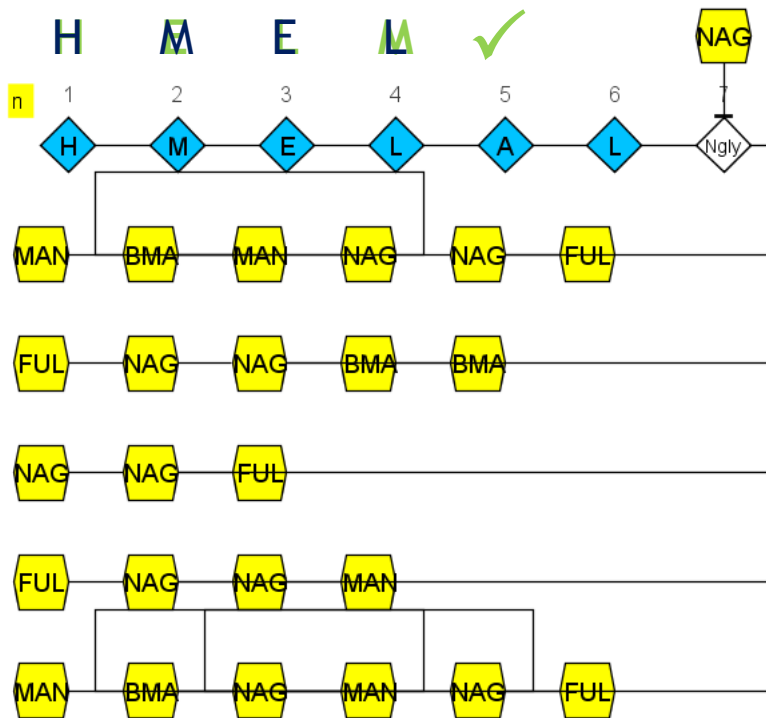 H M E L ✓
NAG
n 1 2 3 4 5 6 7
H M E L A L Ngly
MAN BMA MAN NAG NAG FUL
FUL NAG NAG BMA BMA
NAG NAG FUL
FUL NAG NAG MAN
MAN BMA NAG MAN NAG FUL